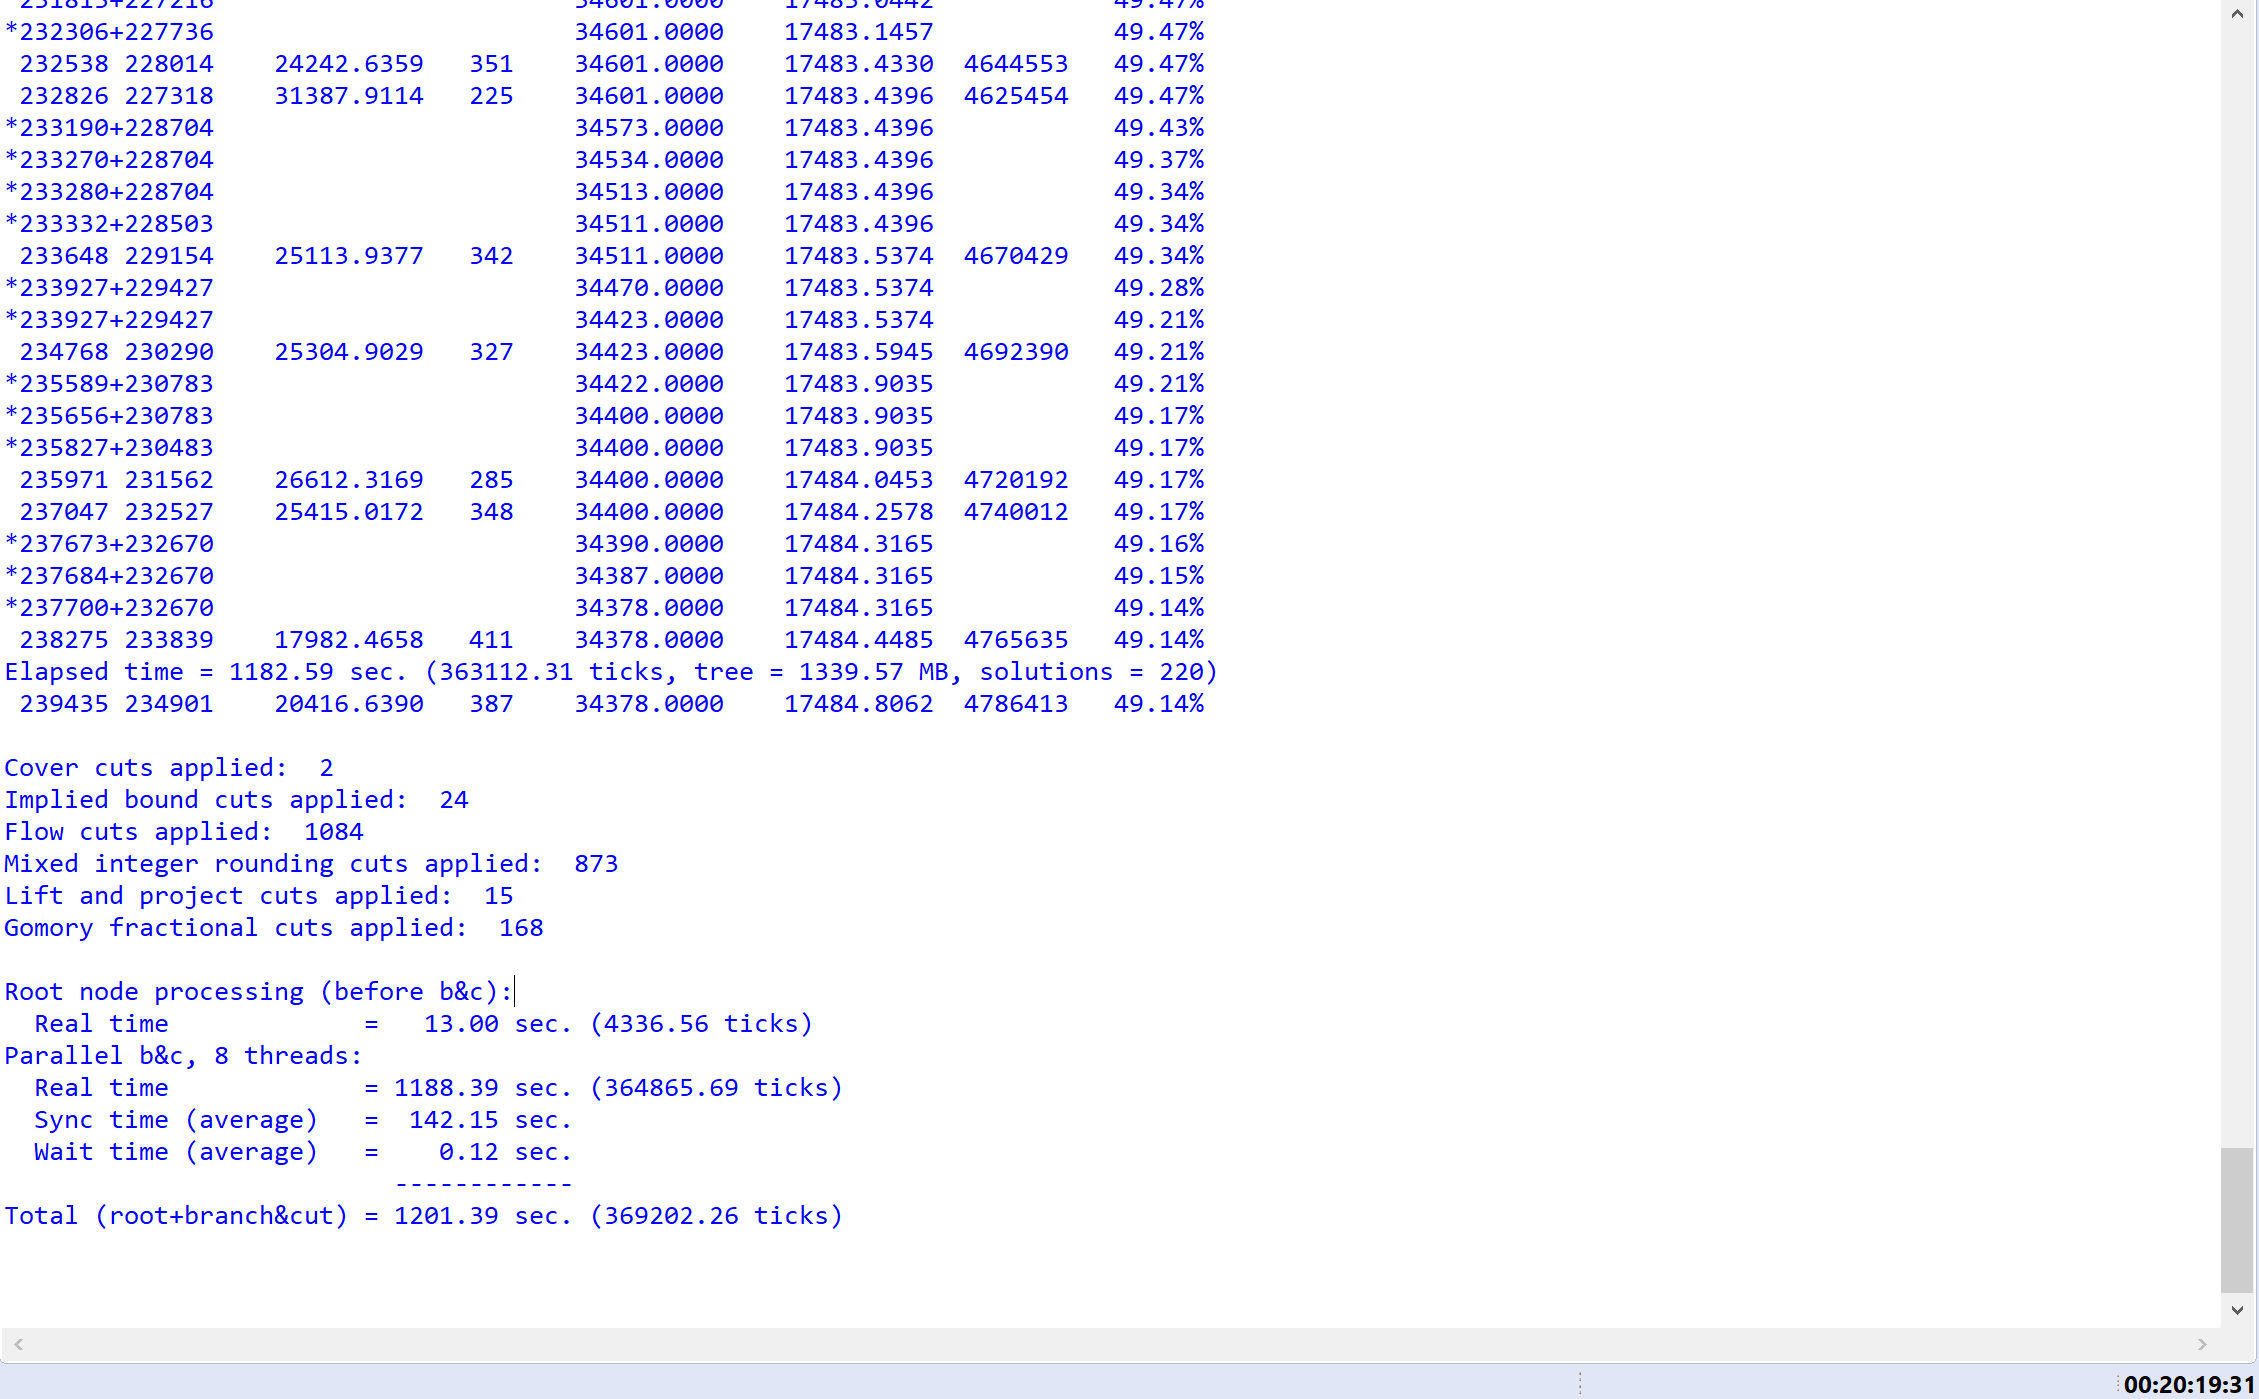 231815+227216 34601.0000 17483.0442 49.47%
*232306+227736 34601.0000 17483.1457 49.47%
232538 228014 24242.6359 351 34601.0000 17483.4330 4644553 49.47%
232826 227318 31387.9114 225 34601.0000 17483.4396 4625454 49.47%
*233190+228704 34573.0000 17483.4396 49.43%
*233270+228704 34534.0000 17483.4396 49.37%
*233280+228704 34513.0000 17483.4396 49.34%
*233332+228503 34511.0000 17483.4396 49.34%
233648 229154 25113.9377 342 34511.0000 17483.5374 4670429 49.34%
*233927+229427 34470.0000 17483.5374 49.28%
*233927+229427 34423.0000 17483.5374 49.21%
234768 230290 25304.9029 327 34423.0000 17483.5945 4692390 49.21%
*235589+230783 34422.0000 17483.9035 49.21%
*235656+230783 34400.0000 17483.9035 49.17%
*235827+230483 34400.0000 17483.9035 49.17%
235971 231562 26612.3169 285 34400.0000 17484.0453 4720192 49.17%
237047 232527 25415.0172 348 34400.0000 17484.2578 4740012 49.17%
*237673+232670 34390.0000 17484.3165 49.16%
*237684+232670 34387.0000 17484.3165 49.15%
*237700+232670 34378.0000 17484.3165 49.14%
238275 233839 17982.4658 411 34378.0000 17484.4485 4765635 49.14%
Elapsed time = 1182.59 sec. (363112.31 ticks, tree = 1339.57 MB, solutions = 220)
239435 234901 20416.6390 387 34378.0000 17484.8062 4786413 49.14%
Cover cuts applied: 2
Implied bound cuts applied: 24
Flow cuts applied: 1084
Mixed integer rounding cuts applied: 873
Lift and project cuts applied: 15
Gomory fractional cuts applied: 168
Root node processing (before b&c):
Real time = 13.00 sec. (4336.56 ticks)
Parallel b&c, 8 threads:
Real time = 1188.39 sec. (364865.69 ticks)
Sync time (average) = 142.15 sec.
Wait time (average) = 0.12 sec.
------------
Total (root+branch&cut) = 1201.39 sec. (369202.26 ticks)
00:20:19:31